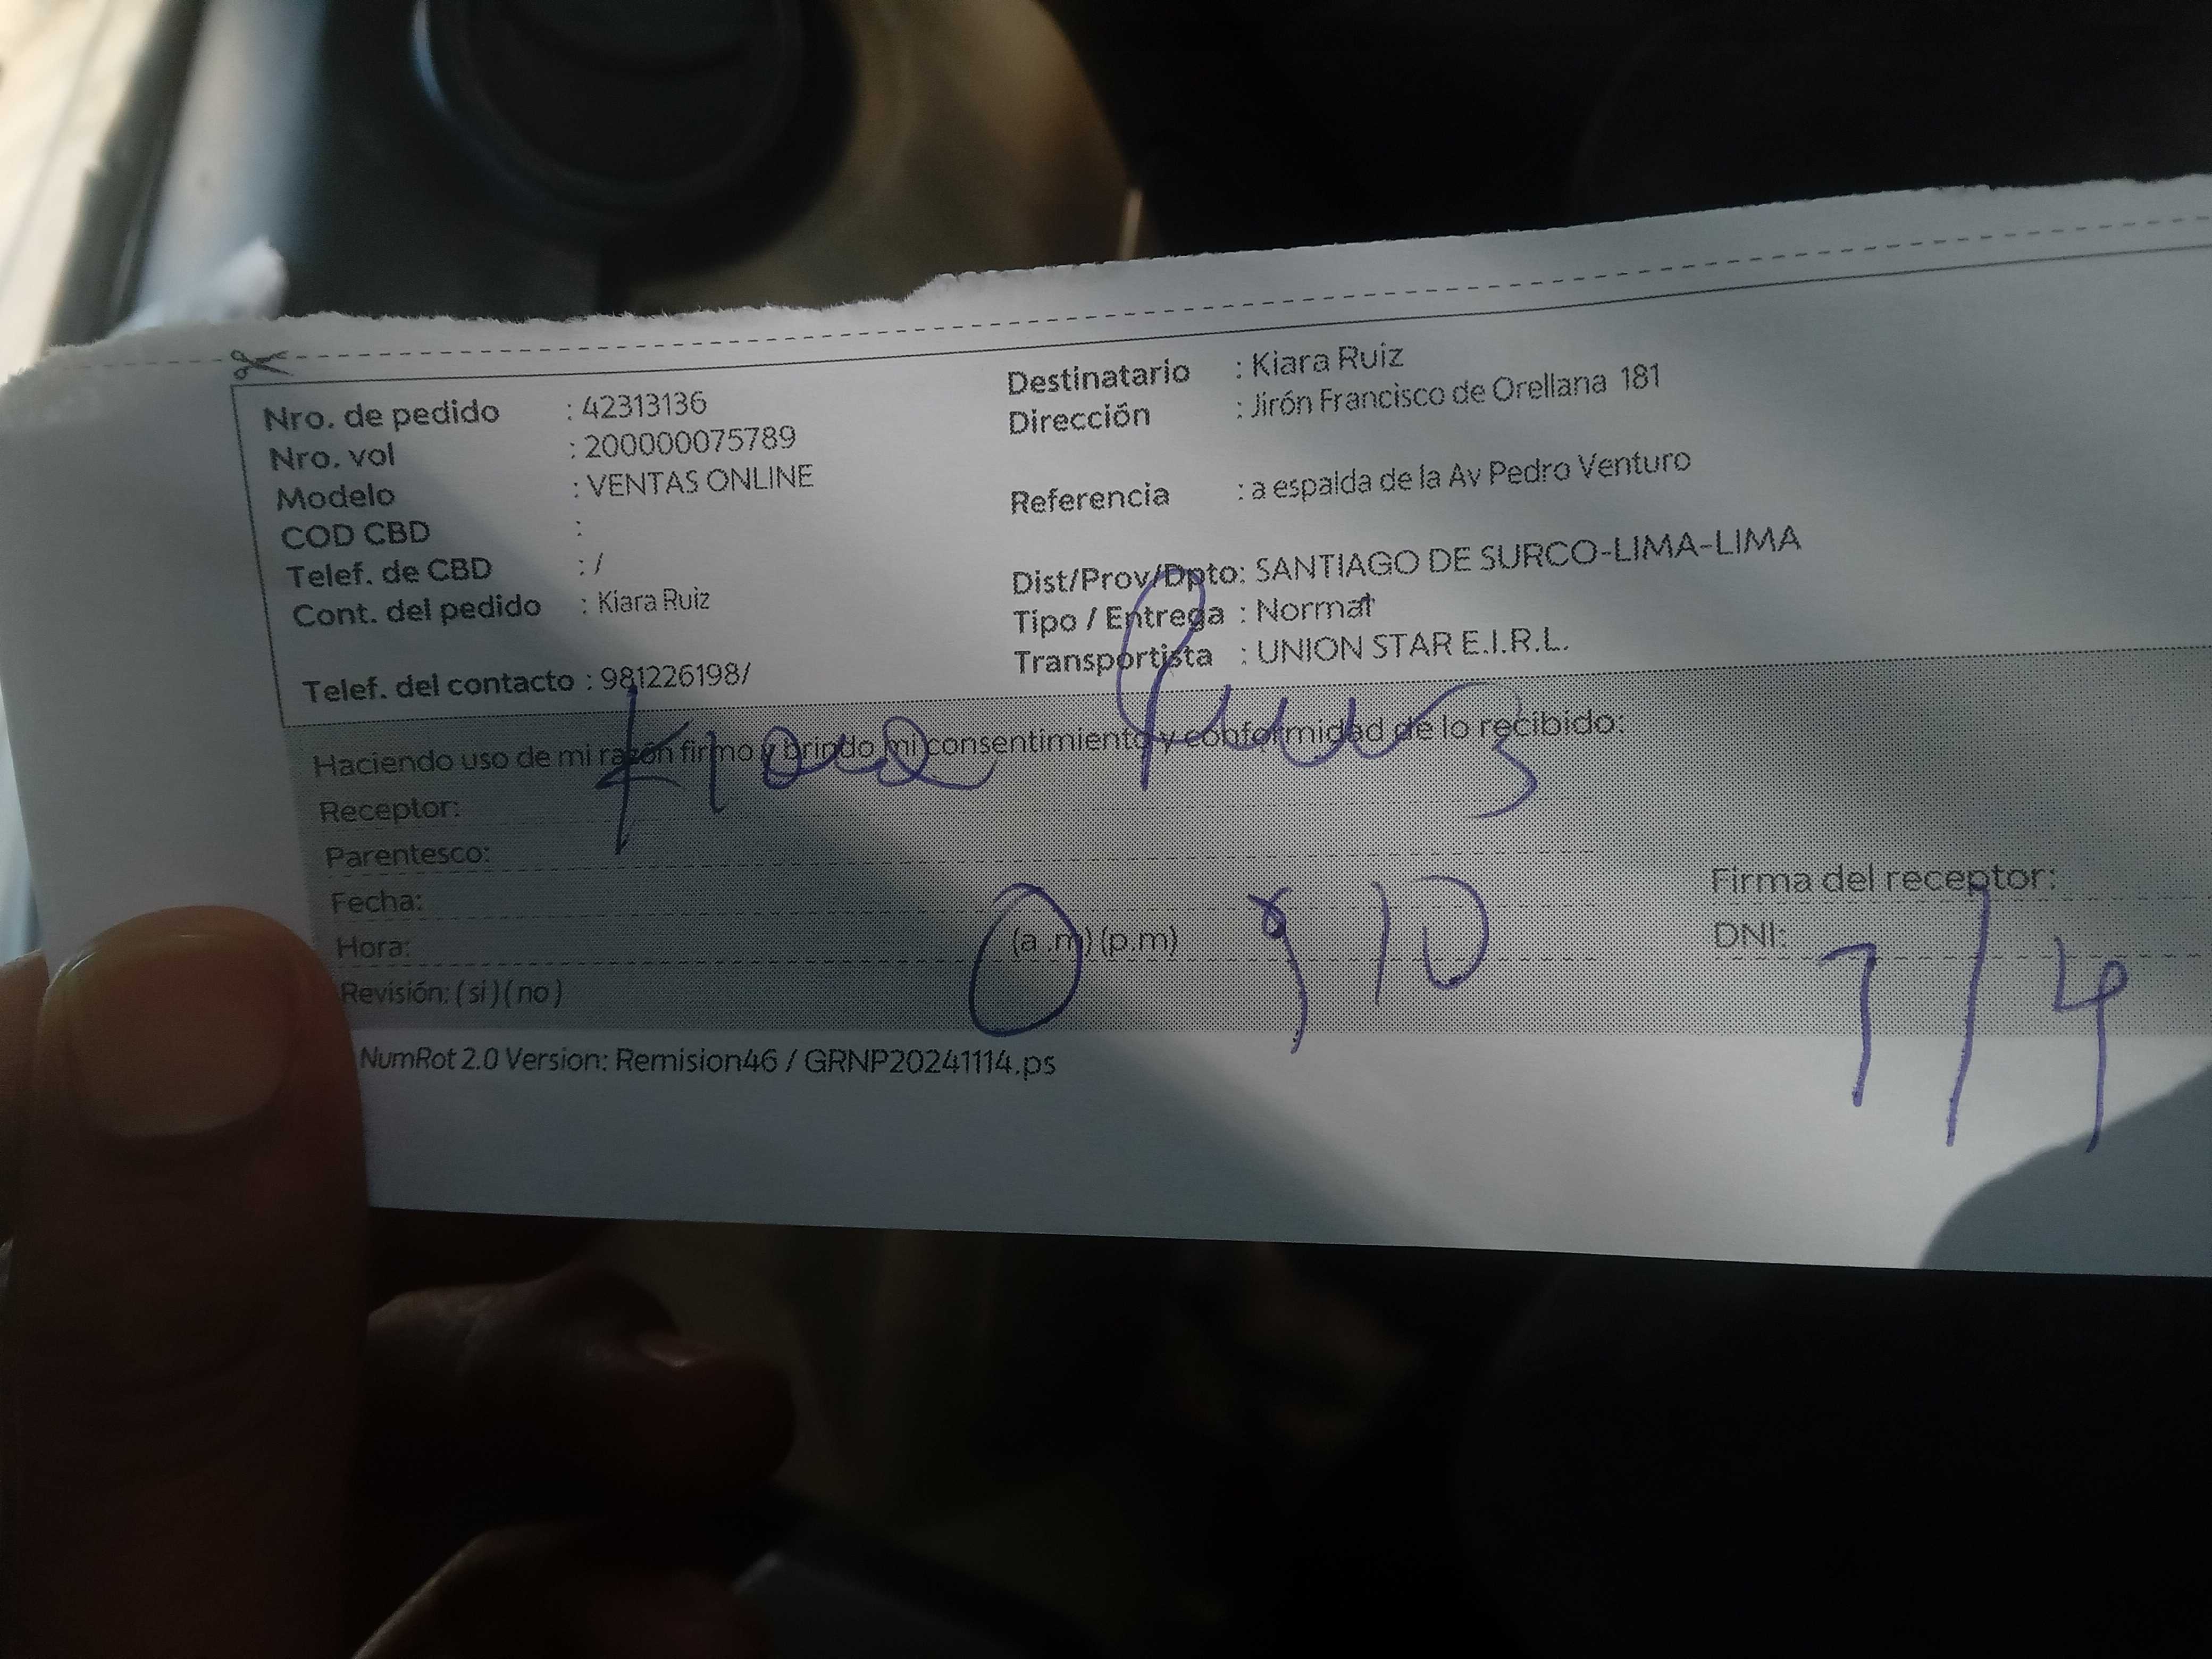 Nro. de pedido : 42313136
Nro. vol : 200000075789
Modelo : VENTAS ONLINE
COD CBD :
Telef. de CBD : /
Cont. del pedido : Kiara Ruiz
Telef. del contacto : 981226198/
Destinatario : Kiara Ruiz
Dirección : Jirón Francisco de Orellana 181
Referencia : a espalda de la Av Pedro Venturo
Dist/Prov/Dpto: SANTIAGO DE SURCO-LIMA-LIMA
Tipo / Entrega : Normal
Transportista : UNION STAR E.I.R.L.
Haciendo uso de mi razón firmo y brindo mi consentimiento y conformidad de lo recibido:
Kiara Ruiz
Receptor:
Parentesco:
Fecha:
Hora: (a.m) (p.m)
Revisión: ( si ) ( no )
Firma del receptor:
DNI:
7/4
NumRot 2.0 Version: Remision46 / GRNP20241114.ps